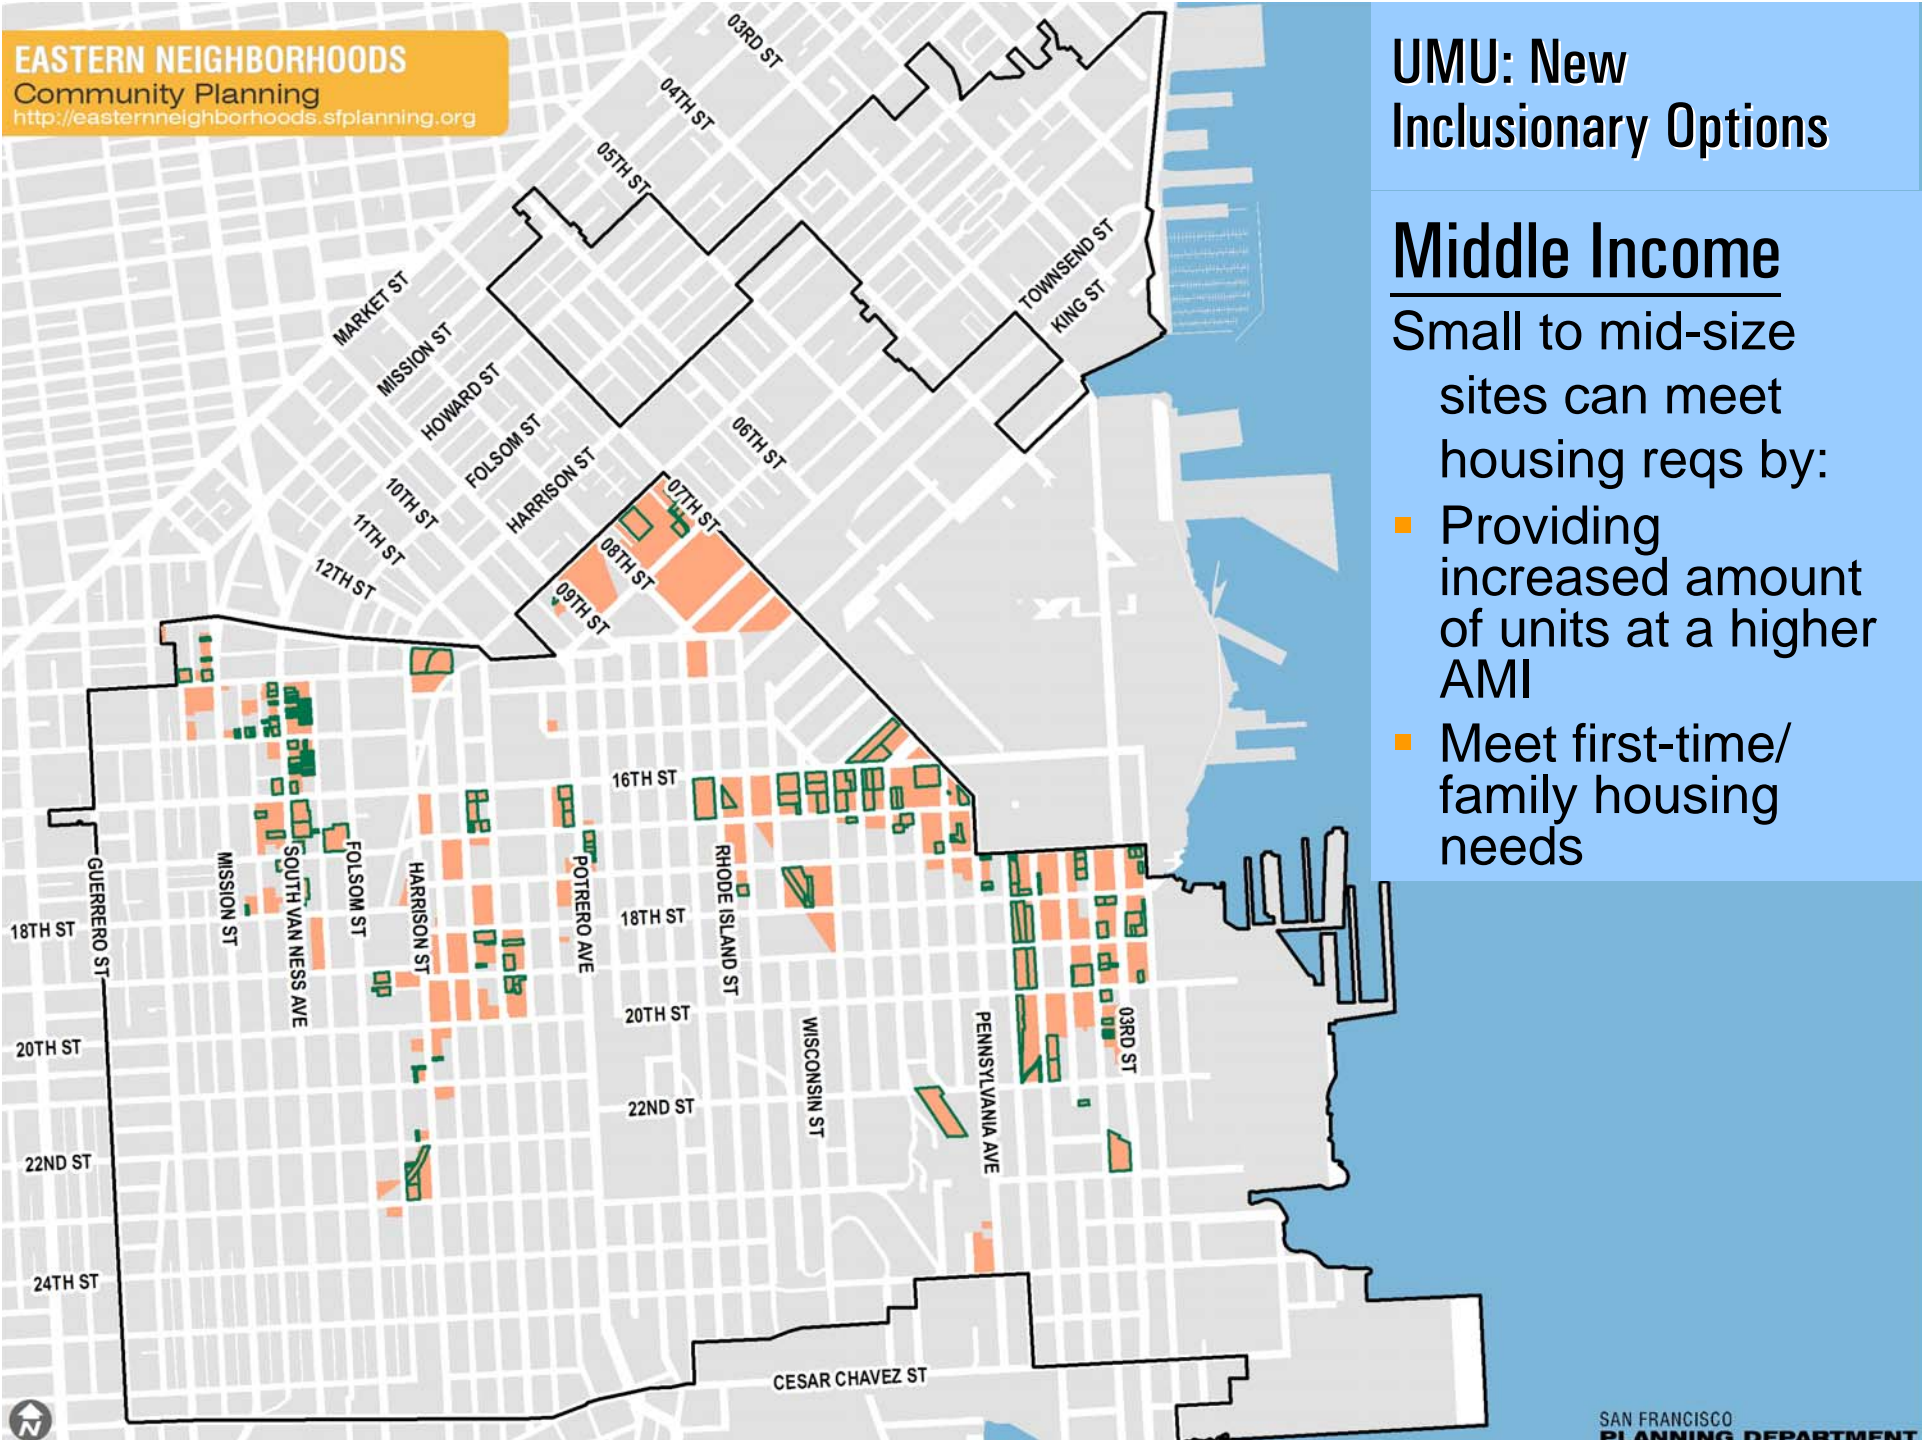 EASTERN NEIGHBORHOODS
Community Planning
http://easternneighborhoods.sfplanning.org
UMU: New
Inclusionary Options
Middle Income
Small to mid-size
sites can meet
housing reqs by:
Providing
increased amount
of units at a higher
AMI
Meet first-time/
family housing
needs
03RD ST
04TH ST
05TH ST
TOWNSEND ST
KING ST
MARKET ST
MISSION ST
HOWARD ST
FOLSOM ST
HARRISON ST
06TH ST
07TH ST
08TH ST
09TH ST
10TH ST
11TH ST
12TH ST
16TH ST
GUERRERO ST
MISSION ST
SOUTH VAN NESS AVE
FOLSOM ST
HARRISON ST
POTRERO AVE
RHODE ISLAND ST
18TH ST
18TH ST
20TH ST
20TH ST
WISCONSIN ST
PENNSYLVANIA AVE
03RD ST
22ND ST
22ND ST
24TH ST
CESAR CHAVEZ ST
N
SAN FRANCISCO
PLANNING DEPARTMENT